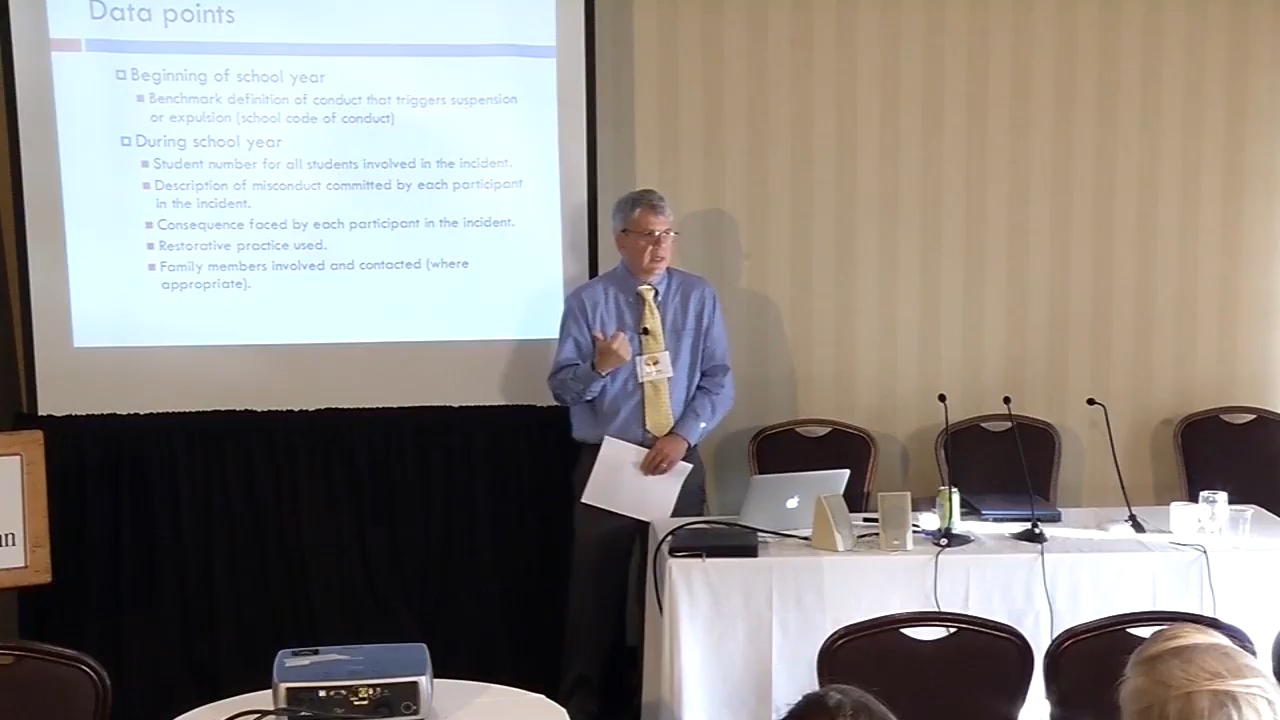 Data points
Beginning of school year
Benchmark definition of conduct that triggers suspension
or expulsion (school code of conduct)
During school year
Student number for all students involved in the incident.
Description of misconduct committed by each participant
in the incident.
Consequence faced by each participant in the incident.
Restorative practice used.
Family members involved and contacted (where
appropriate).